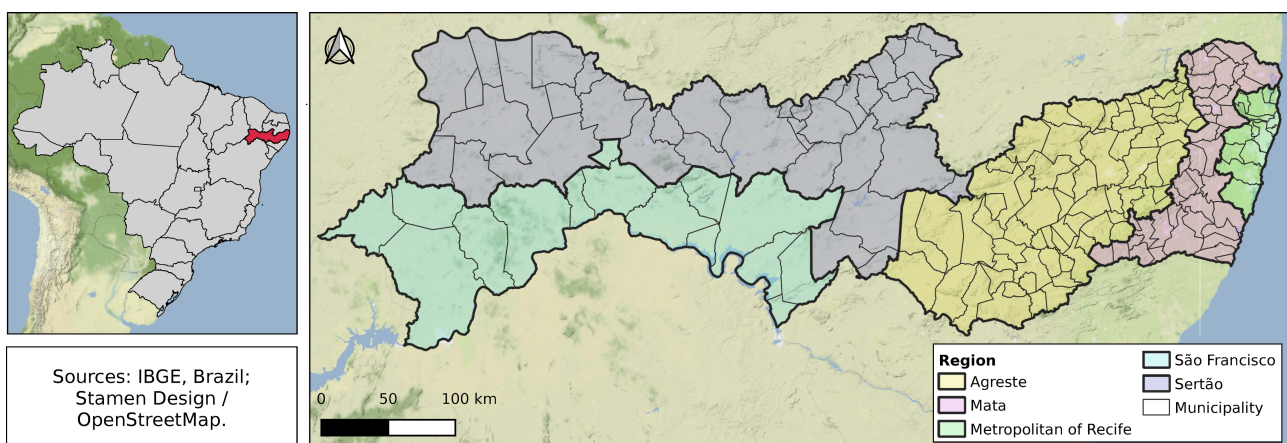 Sources: IBGE, Brazil;
Stamen Design /
OpenStreetMap.
0 50 100 km
Region
Agreste
Mata
Metropolitan of Recife
São Francisco
Sertão
Municipality